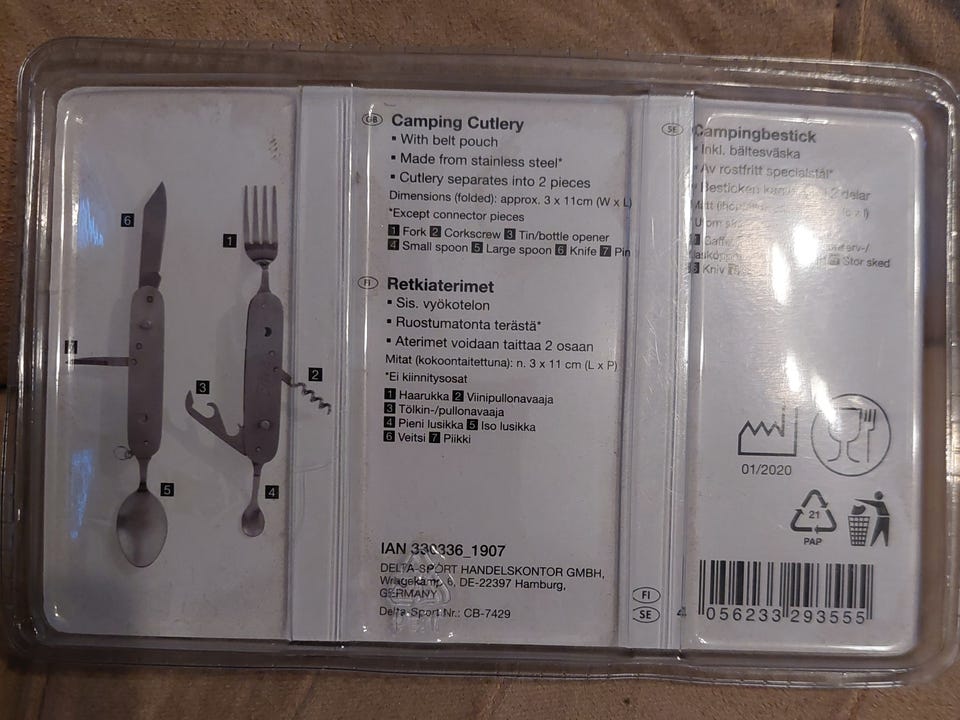 6
1
3
2
5
4
GB Camping Cutlery
▪ With belt pouch
▪ Made from stainless steel*
▪ Cutlery separates into 2 pieces
Dimensions (folded): approx. 3 x 11cm (W x L)
*Except connector pieces
1 Fork 2 Corkscrew 3 Tin/bottle opener
4 Small spoon 5 Large spoon 6 Knife 7 Pin
FI Retkiaterimet
▪ Sis. vyökotelon
▪ Ruostumatonta terästä*
▪ Aterimet voidaan taittaa 2 osaan
Mitat (kokoontaitettuna): n. 3 x 11 cm (L x P)
*Ei kiinnitysosat
1 Haarukka 2 Viinipullonavaaja
3 Tölkin-/pullonavaaja
4 Pieni lusikka 5 Iso lusikka
6 Veitsi 7 Piikki
IAN 330336_1907
DELTA-SPORT HANDELSKONTOR GMBH,
Wragekamp 6, DE-22397 Hamburg,
GERMANY
Delta-Sport-Nr.: CB-7429
SE Campingbestick
Inkl. bältesväska
Av rostfritt specialstål*
Besticken 2 delar
Stor sked
Kniv
01/2020
21
PAP
FI
SE
4 056233 293555